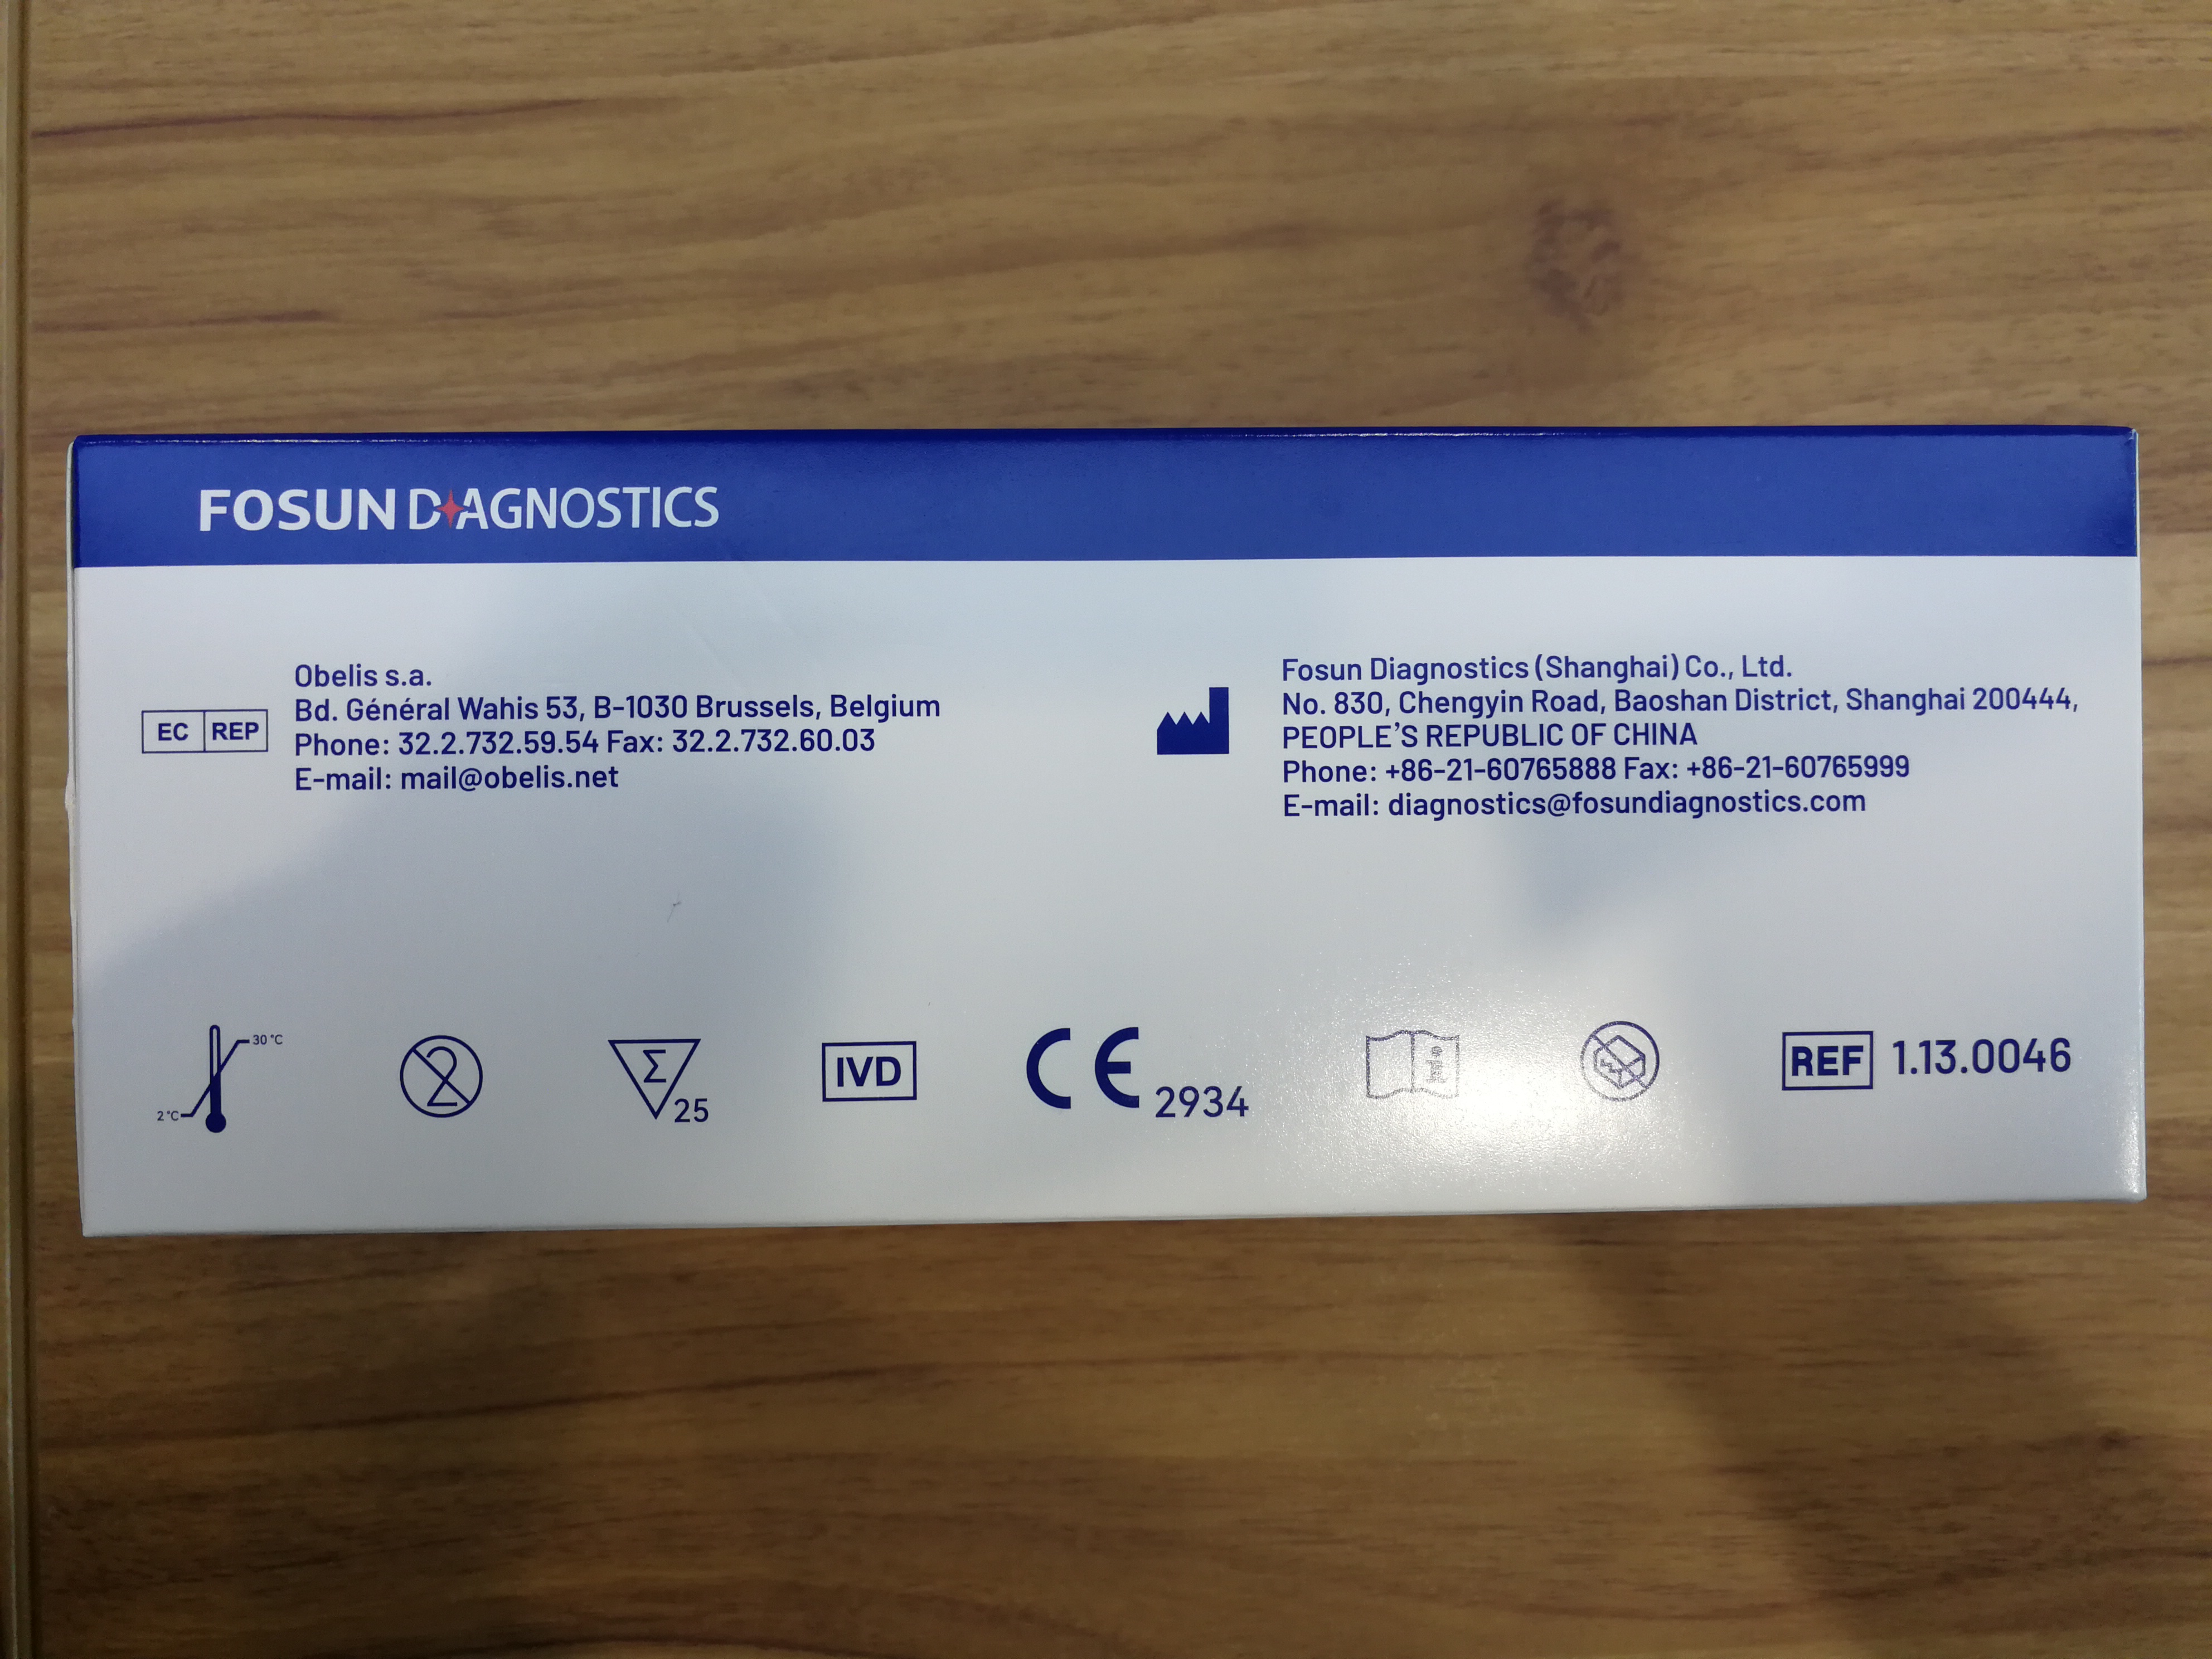 FOSUN DIAGNOSTICS
EC REP
Obelis s.a.
Bd. Général Wahis 53, B-1030 Brussels, Belgium
Phone: 32.2.732.59.54 Fax: 32.2.732.60.03
E-mail: mail@obelis.net
Fosun Diagnostics (Shanghai) Co., Ltd.
No. 830, Chengyin Road, Baoshan District, Shanghai 200444,
PEOPLE'S REPUBLIC OF CHINA
Phone: +86-21-60765888 Fax: +86-21-60765999
E-mail: diagnostics@fosundiagnostics.com
30 °C
2 °C
2
Σ 25
IVD
CE 2934
i
REF 1.13.0046